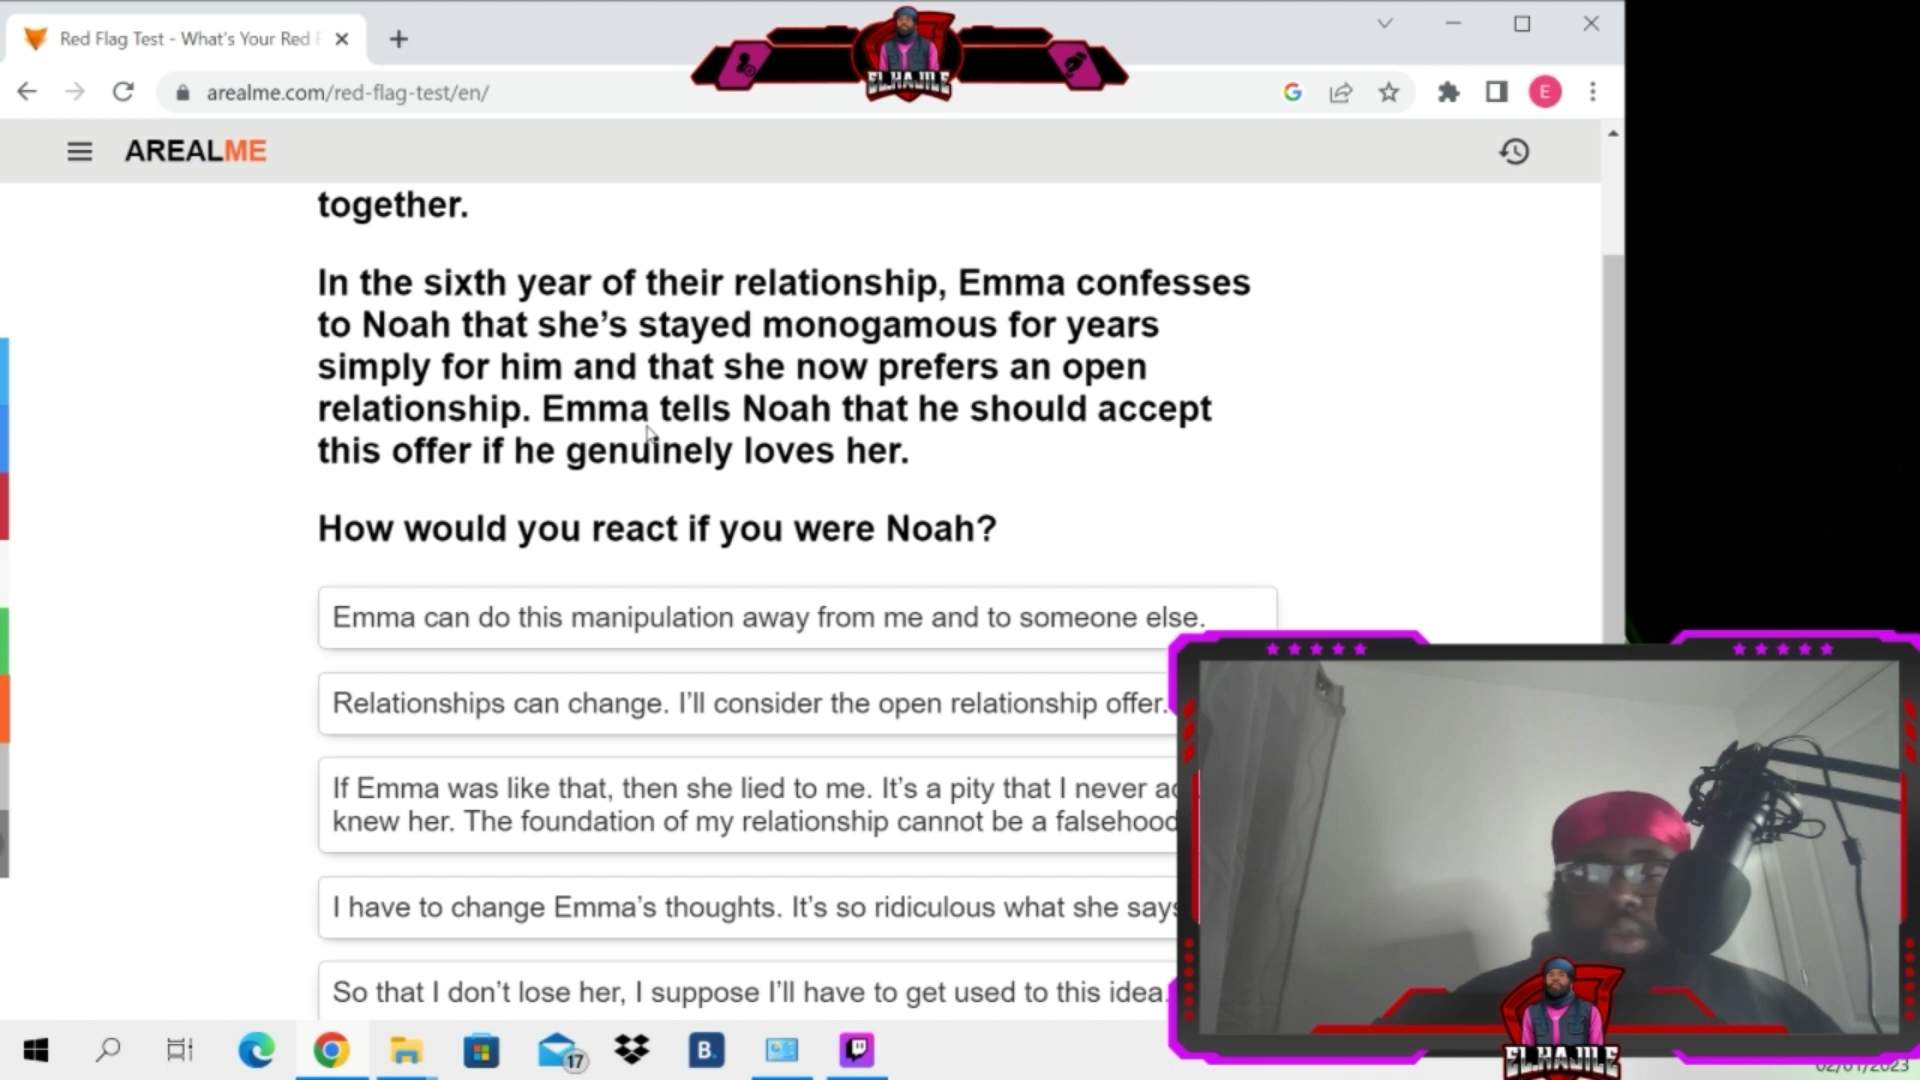 Red Flag Test - What's Your Red
arealme.com/red-flag-test/en/
E
ELHAJILE
AREALME
together.
In the sixth year of their relationship, Emma confesses
to Noah that she's stayed monogamous for years
simply for him and that she now prefers an open
relationship. Emma tells Noah that he should accept
this offer if he genuinely loves her.
How would you react if you were Noah?
Emma can do this manipulation away from me and to someone else.
Relationships can change. I'll consider the open relationship offer.
If Emma was like that, then she lied to me. It's a pity that I never
knew her. The foundation of my relationship cannot be a falsehood
I have to change Emma's thoughts. It's so ridiculous what she says
So that I don't lose her, I suppose I'll have to get used to this idea.
17
B.
ELHAJILE
02/01/2023